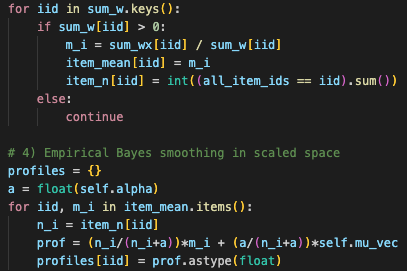 for iid in sum_w.keys():
    if sum_w[iid] > 0:
        m_i = sum_wx[iid] / sum_w[iid]
        item_mean[iid] = m_i
        item_n[iid] = int((all_item_ids == iid).sum())
    else:
        continue

# 4) Empirical Bayes smoothing in scaled space
profiles = {}
a = float(self.alpha)
for iid, m_i in item_mean.items():
    n_i = item_n[iid]
    prof = (n_i/(n_i+a))*m_i + (a/(n_i+a))*self.mu_vec
    profiles[iid] = prof.astype(float)